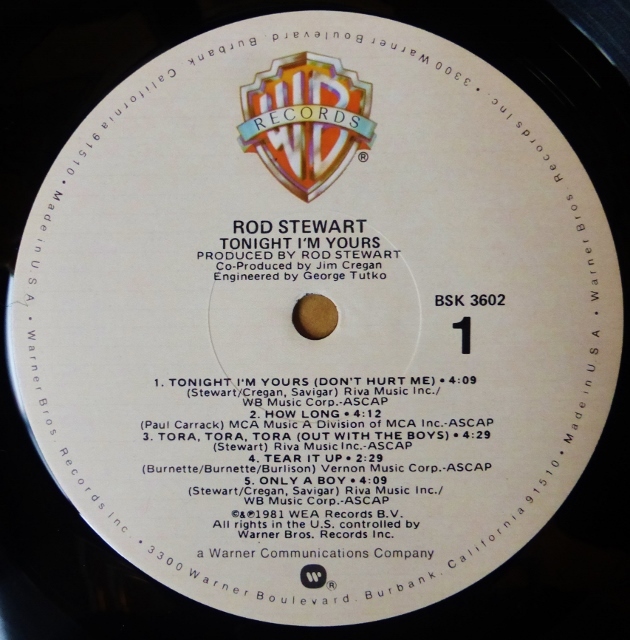 WB
RECORDS
®
ROD STEWART
TONIGHT I'M YOURS
PRODUCED BY ROD STEWART
Co-Produced by Jim Cregan
Engineered by George Tutko
BSK 3602
1
1. TONIGHT I'M YOURS (DON'T HURT ME) • 4:09
(Stewart/Cregan, Savigar) Riva Music Inc./
WB Music Corp.-ASCAP
2. HOW LONG • 4:12
(Paul Carrack) MCA Music A Division of MCA Inc.-ASCAP
3. TORA, TORA, TORA (OUT WITH THE BOYS) • 4:29
(Stewart) Riva Music Inc.-ASCAP
4. TEAR IT UP • 2:29
(Burnette/Burnette/Burlison) Vernon Music Corp.-ASCAP
5. ONLY A BOY • 4:09
(Stewart/Cregan, Savigar) Riva Music Inc./
WB Music Corp.-ASCAP
©&℗1981 WEA Records B.V.
All rights in the U.S. controlled by
Warner Bros. Records Inc.
a Warner Communications Company
W®
Warner Bros. Records Inc. • 3300 Warner Boulevard, Burbank, California 91510 • Made in U S A •
Warner Bros. Records Inc. • 3300 Warner Boulevard, Burbank, California 91510 • Made in U S A •